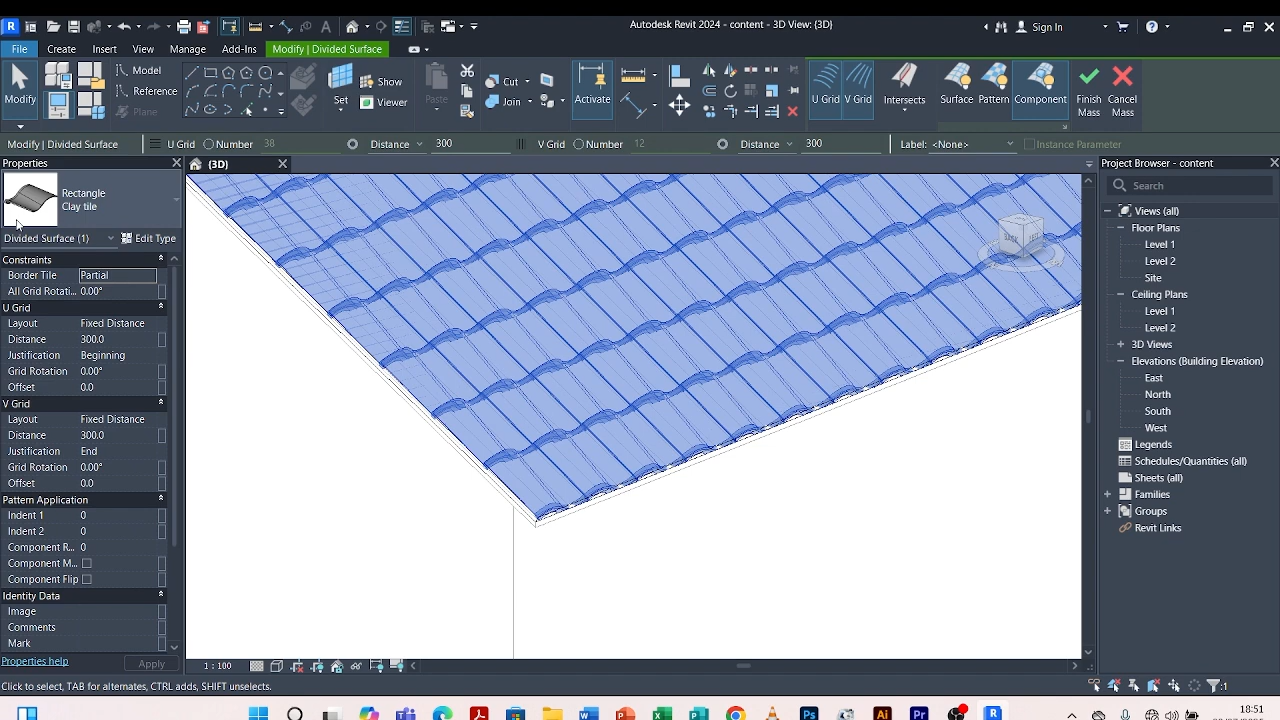 Autodesk Revit 2024 - content - 3D View: {3D}
Sign In
File Create Insert View Manage Add-Ins Modify | Divided Surface
Modify
Model
Reference
Plane
Set
Show
Viewer
Paste
Cut
Join
Activate
U Grid
V Grid
Intersects
Surface
Pattern
Component
Finish Mass
Cancel Mass
Modify | Divided Surface U Grid Number 38 Distance 300 V Grid Number 12 Distance 300 Label: <None> Instance Parameter
Properties
Rectangle
Clay tile
Divided Surface (1) Edit Type
Constraints
Border Tile Partial
All Grid Rotati... 0.00°
U Grid
Layout Fixed Distance
Distance 300.0
Justification Beginning
Grid Rotation 0.00°
Offset 0.0
V Grid
Layout Fixed Distance
Distance 300.0
Justification End
Grid Rotation 0.00°
Offset 0.0
Pattern Application
Indent 1 0
Indent 2 0
Component R... 0
Component M...
Component Flip
Identity Data
Image
Comments
Mark
Properties help Apply
{3D}
BACK
1 : 100
Project Browser - content
Search
Views (all)
Floor Plans
Level 1
Level 2
Site
Ceiling Plans
Level 1
Level 2
3D Views
Elevations (Building Elevation)
East
North
South
West
Legends
Schedules/Quantities (all)
Sheets (all)
Families
Groups
Revit Links
Click to select, TAB for alternates, CTRL adds, SHIFT unselects.
:1
18:51